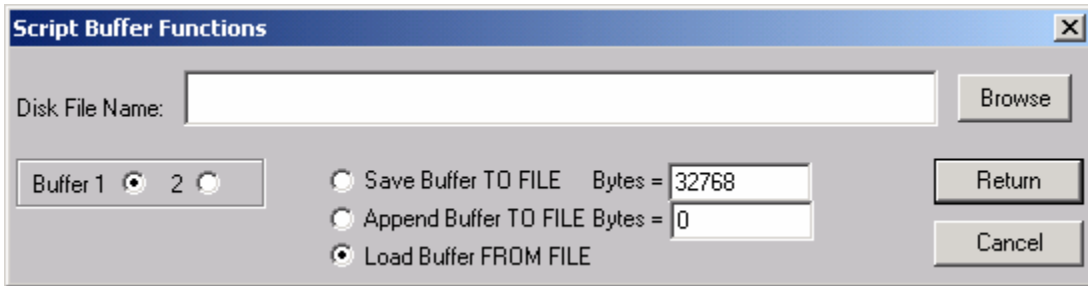 Script Buffer Functions
Disk File Name:
Browse
Buffer 1 2
Save Buffer TO FILE Bytes = 32768
Return
Append Buffer TO FILE Bytes = 0
Load Buffer FROM FILE
Cancel